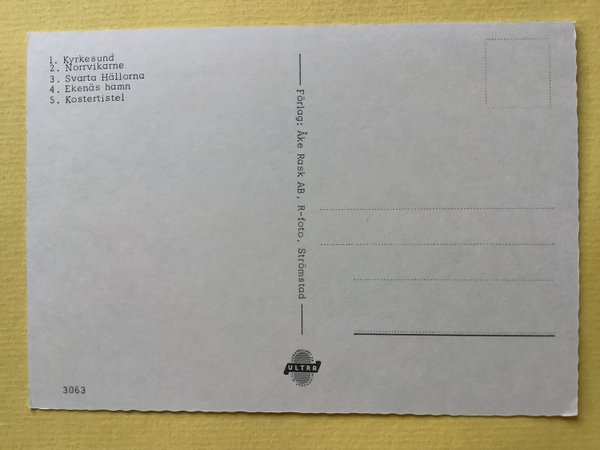 1. Kyrkesund
2. Norrvikarne
3. Svarta Hällorna
4. Ekenäs hamn
5. Kostertistel
Förlag: Åke Rask AB, R-foto, Strömstad
ULTRA
3063